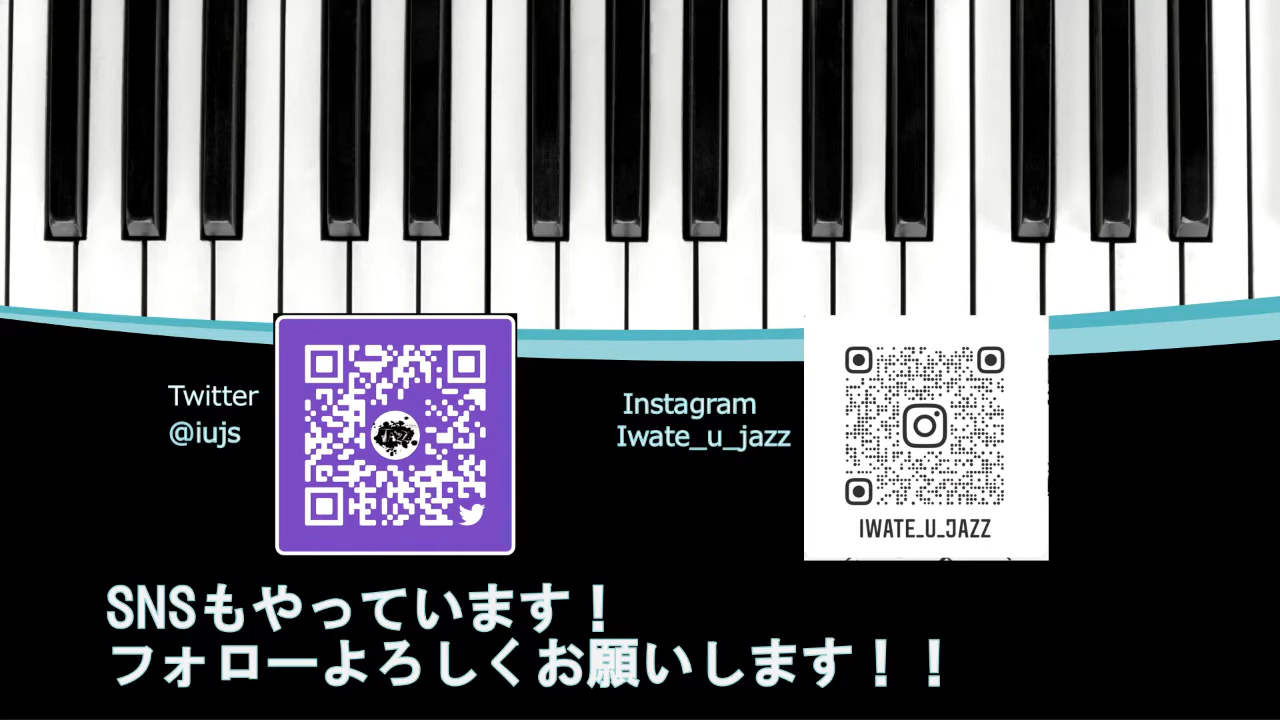 Twitter
@iujs
Instagram
Iwate_u_jazz
IWATE_U_JAZZ
SNSもやっています！
フォローよろしくお願いします！！